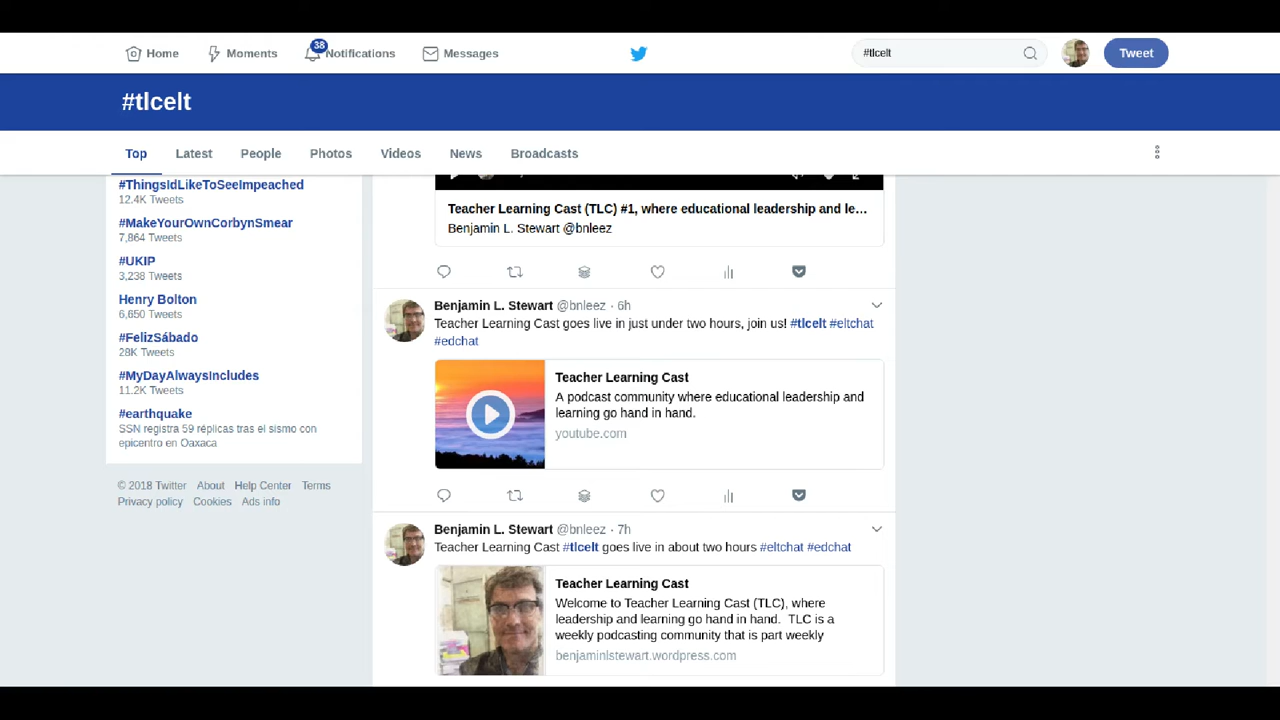 Home
Moments
38
Notifications
Messages
#tlcelt
Tweet
#tlcelt
Top
Latest
People
Photos
Videos
News
Broadcasts
#ThingsIdLikeToSeeImpeached
12.4K Tweets
#MakeYourOwnCorbynSmear
7,864 Tweets
#UKIP
3,238 Tweets
Henry Bolton
6,650 Tweets
#FelizSábado
28K Tweets
#MyDayAlwaysIncludes
11.2K Tweets
#earthquake
SSN registra 59 réplicas tras el sismo con
epicentro en Oaxaca
© 2018 Twitter About Help Center Terms
Privacy policy Cookies Ads info
Teacher Learning Cast (TLC) #1, where educational leadership and le…
Benjamin L. Stewart @bnleez
Benjamin L. Stewart @bnleez · 6h
Teacher Learning Cast goes live in just under two hours, join us! #tlcelt #eltchat
#edchat
Teacher Learning Cast
A podcast community where educational leadership and
learning go hand in hand.
youtube.com
Benjamin L. Stewart @bnleez · 7h
Teacher Learning Cast #tlcelt goes live in about two hours #eltchat #edchat
Teacher Learning Cast
Welcome to Teacher Learning Cast (TLC), where
leadership and learning go hand in hand. TLC is a
weekly podcasting community that is part weekly
benjaminlstewart.wordpress.com